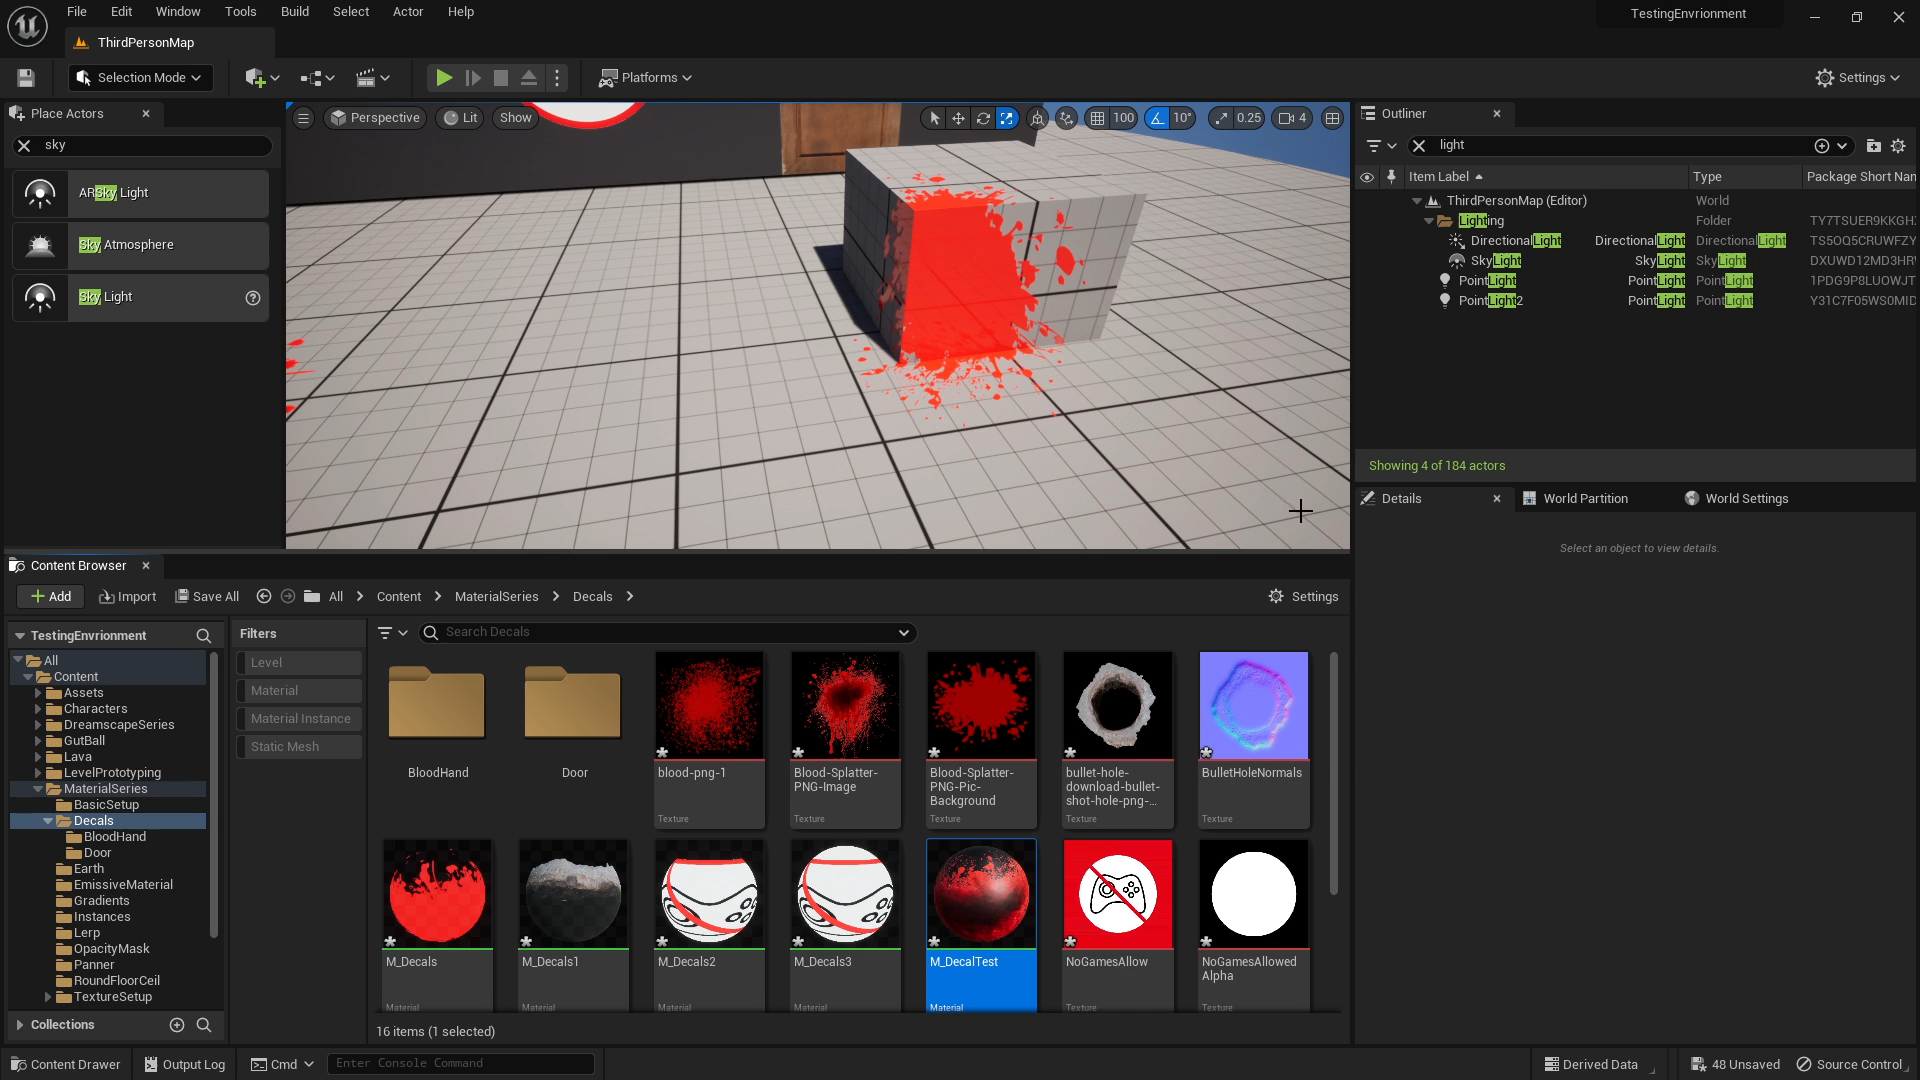 File Edit Window Tools Build Select Actor Help
TestingEnvrionment
ThirdPersonMap
Selection Mode
Platforms
Settings
Place Actors
sky
ARSky Light
Sky Atmosphere
Sky Light
Perspective
Lit
Show
100
10°
0.25
4
Outliner
light
Item Label Type Package Short Nan
ThirdPersonMap (Editor) World
Lighting Folder TY7TSUER9KKGH
DirectionalLight DirectionalLight DirectionalLight TS5OQ5CRUWFZY
SkyLight SkyLight SkyLight DXUWD12MD3HR
PointLight PointLight PointLight 1PDG9P8LUOWJT
PointLight2 PointLight PointLight Y31C7F05WS0MID
Showing 4 of 184 actors
Details
World Partition
World Settings
Select an object to view details.
Content Browser
Add
Import
Save All
All
Content
MaterialSeries
Decals
Settings
TestingEnvrionment
All
Content
Assets
Characters
DreamscapeSeries
GutBall
Lava
LevelPrototyping
MaterialSeries
BasicSetup
Decals
BloodHand
Door
Earth
EmissiveMaterial
Gradients
Instances
Lerp
OpacityMask
Panner
RoundFloorCeil
TextureSetup
Collections
Filters
Level
Material
Material Instance
Static Mesh
Search Decals
BloodHand
Door
blood-png-1
Texture
Blood-Splatter-
PNG-Image
Texture
Blood-Splatter-
PNG-Pic-
Background
Texture
bullet-hole-
download-bullet-
shot-hole-png-...
Texture
BulletHoleNormals
Texture
M_Decals
Material
M_Decals1
Material
M_Decals2
Material
M_Decals3
Material
M_DecalTest
Material
NoGamesAllow
Texture
NoGamesAllowed
Alpha
Texture
16 items (1 selected)
Content Drawer
Output Log
Cmd
Enter Console Command
Derived Data
48 Unsaved
Source Control